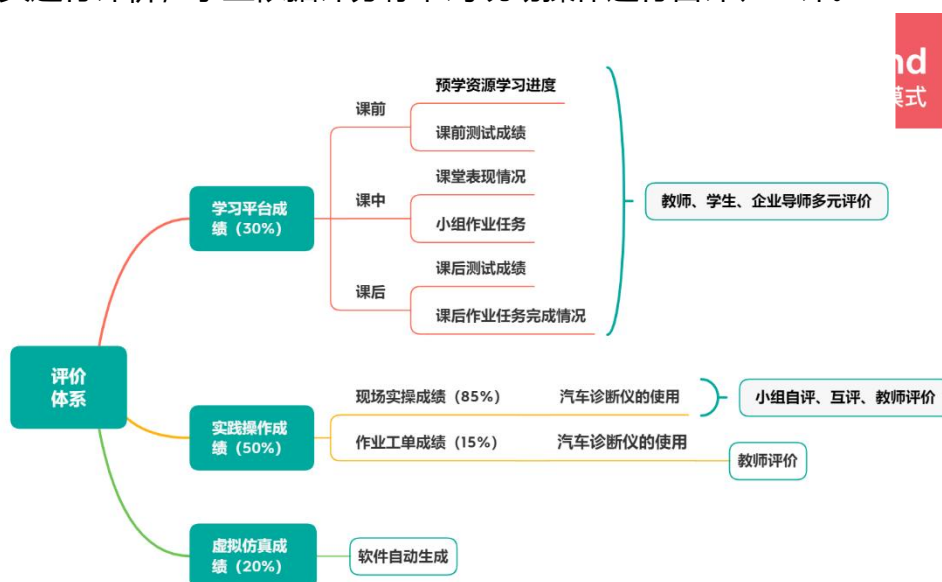 预学资源学习进度
课前
课前测试成绩
课堂表现情况
课中
小组作业任务
课后测试成绩
课后
课后作业任务完成情况
学习平台成
绩（30%）
教师、学生、企业导师多元评价
评价
体系
现场实操成绩（85%）
汽车诊断仪的使用
小组自评、互评、教师评价
实践操作成
绩（50%）
作业工单成绩（15%）
汽车诊断仪的使用
教师评价
虚拟仿真成
绩（20%）
软件自动生成
nd
模式